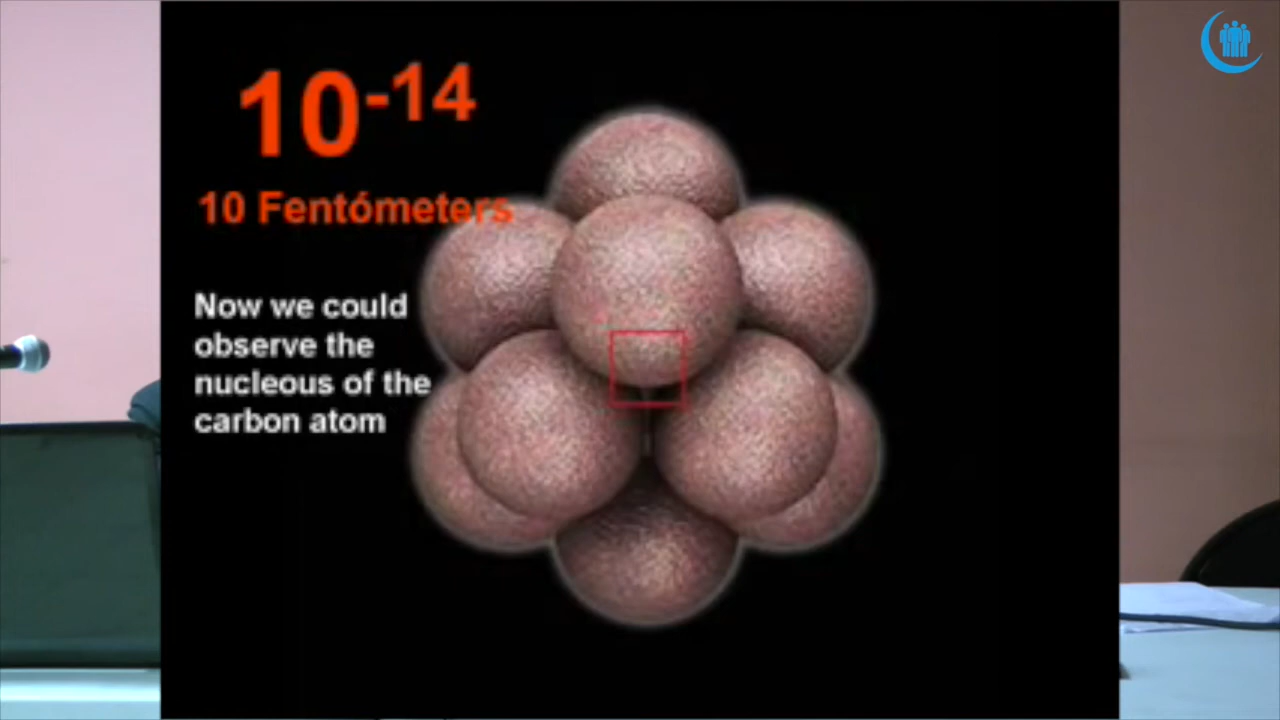 10-14
10 Fentómeters
Now we could
observe the
nucleous of the
carbon atom